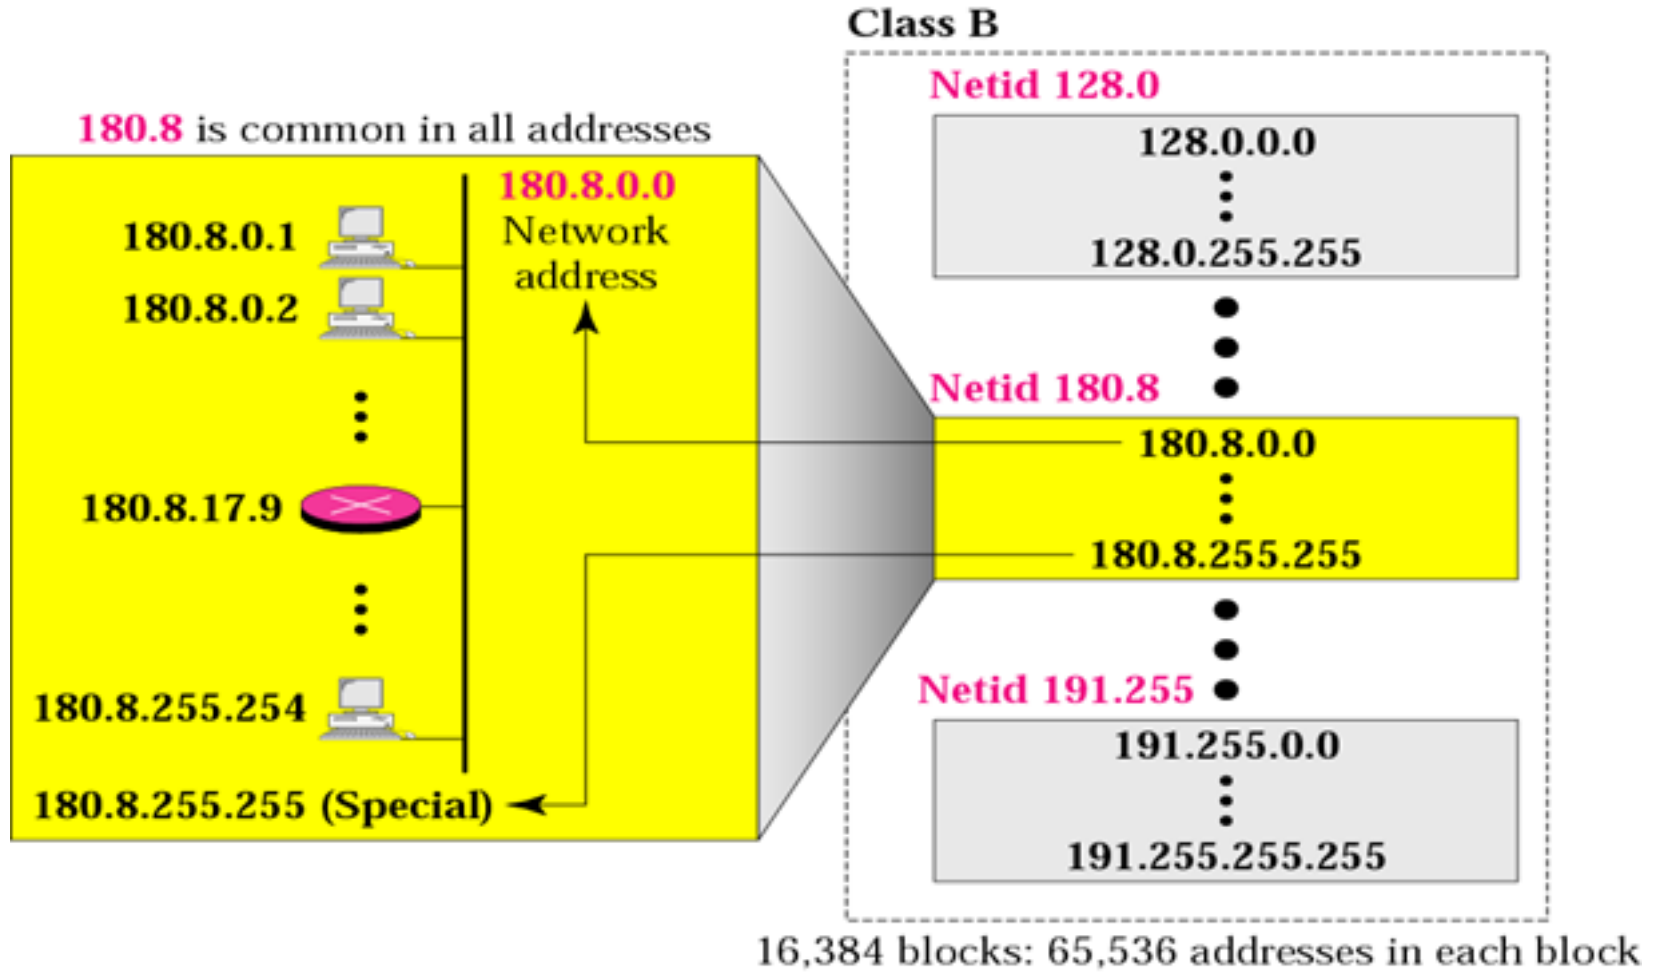 Class B
Netid 128.0
128.0.0.0
128.0.255.255
Netid 180.8
180.8.0.0
180.8.255.255
Netid 191.255
191.255.0.0
191.255.255.255
16,384 blocks: 65,536 addresses in each block
180.8 is common in all addresses
180.8.0.0
Network
address
180.8.0.1
180.8.0.2
180.8.17.9
180.8.255.254
180.8.255.255 (Special)